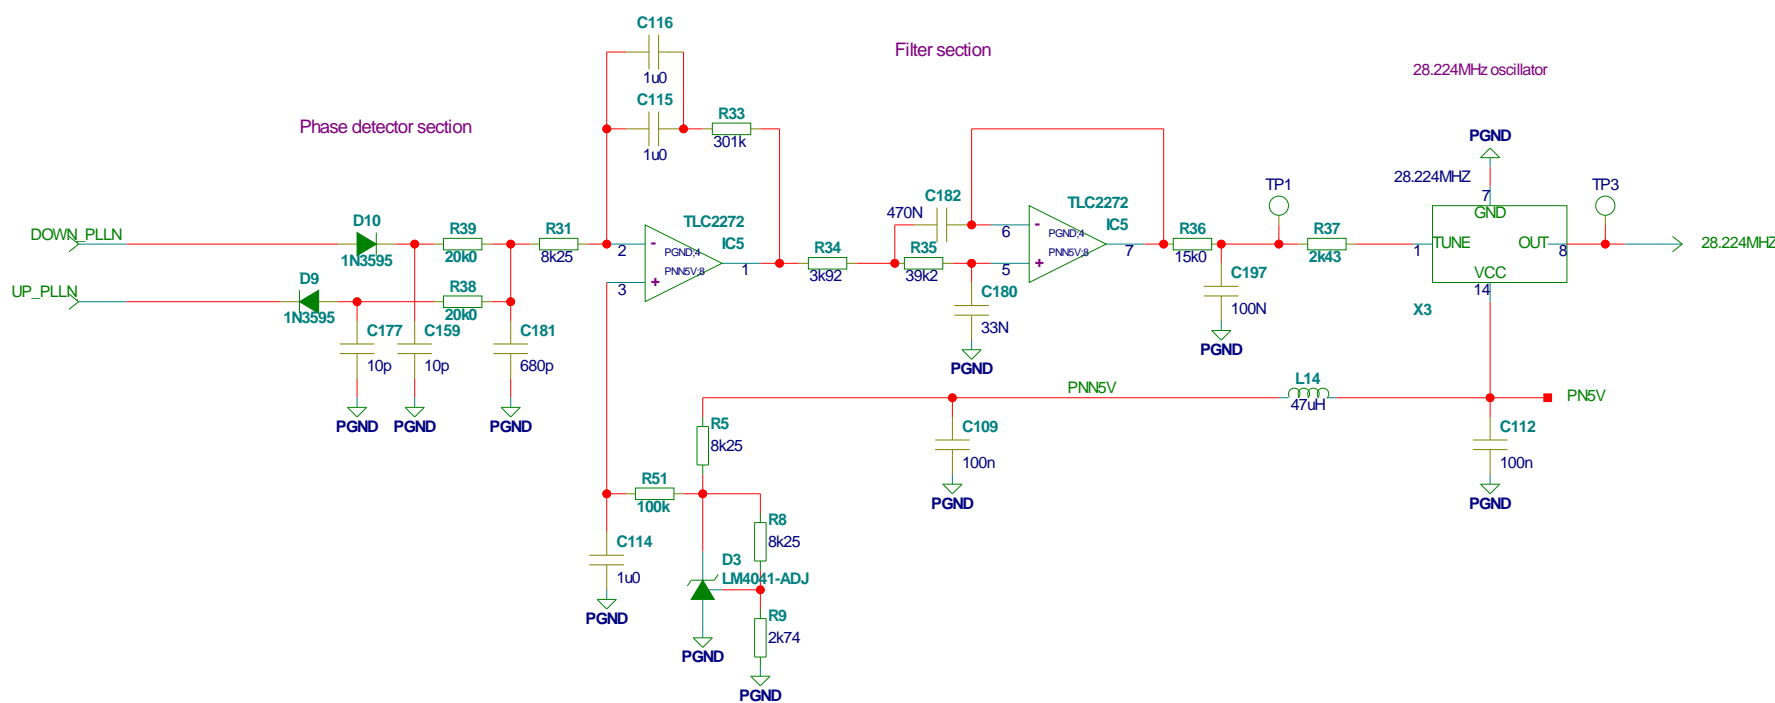 C116
1u0
C115
1u0
R33
301k
Filter section
28.224MHz oscillator
Phase detector section
PGND
28.224MHZ
7
GND
TUNE
OUT
VCC
1
8
14
X3
TP3
28.224MHZ
DOWN_PLLN
D10
1N3595
R39
20k0
R31
8k25
UP_PLLN
D9
1N3595
R38
20k0
C177
10p
C159
10p
C181
680p
PGND
PGND
PGND
TLC2272
IC5
PGND;4
PNN5V;8
2
3
1
-
+
R34
3k92
C182
470N
R35
39k2
C180
33N
PGND
TLC2272
IC5
PGND;4
PNN5V;8
6
5
7
-
+
R36
15k0
TP1
C197
100N
PGND
R37
2k43
PNN5V
L14
47uH
PN5V
R5
8k25
C109
100n
PGND
C112
100n
PGND
R51
100k
C114
1u0
PGND
R8
8k25
D3
LM4041-ADJ
R9
2k74
PGND
PGND